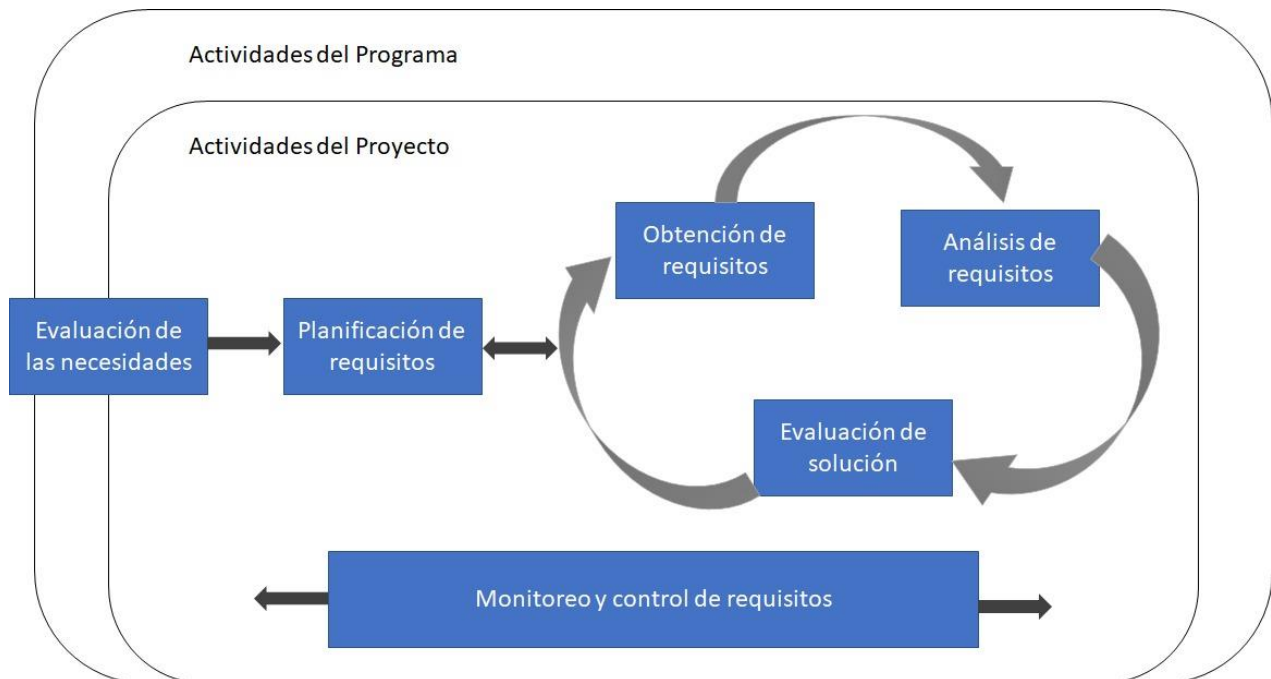 Actividades del Programa
Actividades del Proyecto
Obtención de
requisitos
Análisis de
requisitos
Evaluación de
las necesidades
Planificación de
requisitos
Evaluación de
solución
Monitoreo y control de requisitos